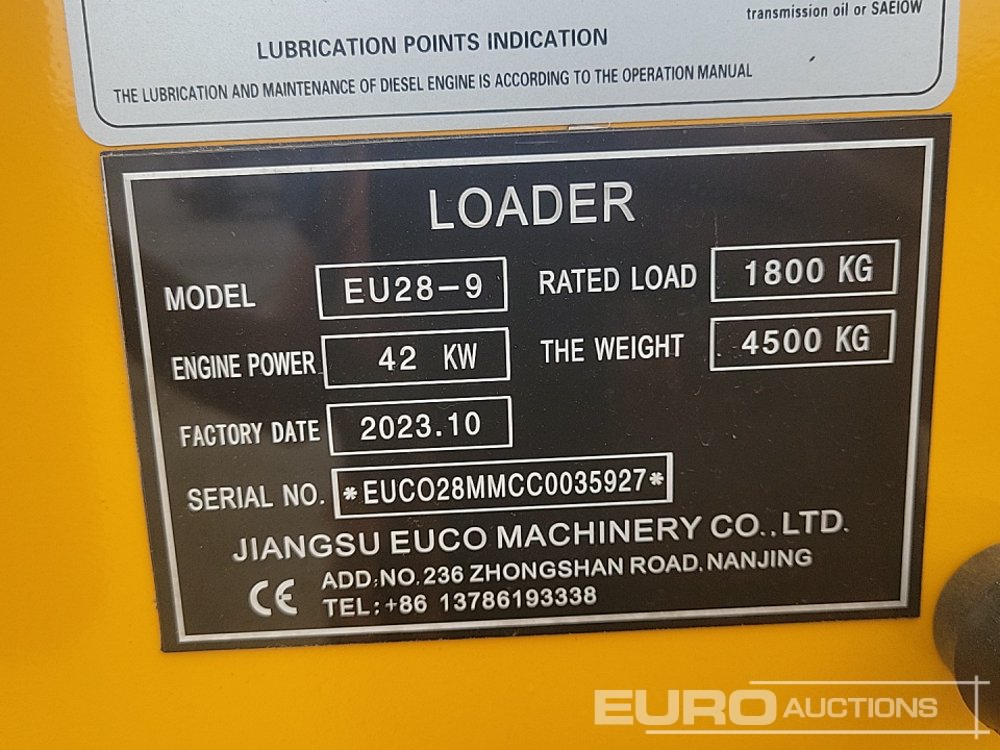 transmission oil or SAE10W
LUBRICATION POINTS INDICATION
THE LUBRICATION AND MAINTENANCE OF DIESEL ENGINE IS ACCORDING TO THE OPERATION MANUAL
LOADER
MODEL EU28-9 RATED LOAD 1800 KG
ENGINE POWER 42 KW THE WEIGHT 4500 KG
FACTORY DATE 2023.10
SERIAL NO. *EUCO28MMCC0035927*
JIANGSU EUCO MACHINERY CO.,LTD.
CE ADD:NO.236 ZHONGSHAN ROAD.NANJING
TEL:+86 13786193338
EURO AUCTIONS